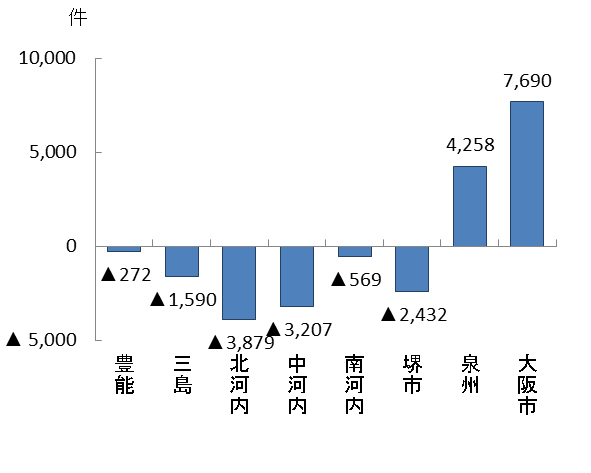 件
10,000
7,690
5,000
4,258
0
▲272
▲569
▲1,590
▲2,432
▲3,207
▲ 5,000
▲3,879
豊能
三島
北河内
中河内
南河内
堺市
泉州
大阪市